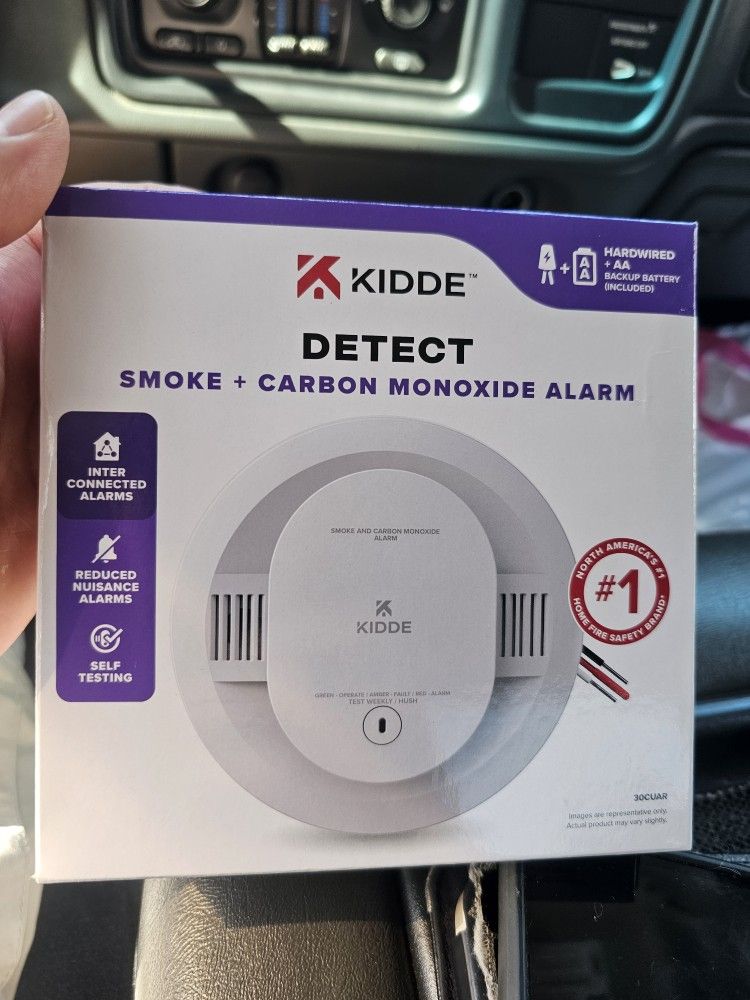 KIDDE™
HARDWIRED
+ AA
BACKUP BATTERY
(INCLUDED)
A
A
DETECT
SMOKE + CARBON MONOXIDE ALARM
INTER
CONNECTED
ALARMS
REDUCED
NUISANCE
ALARMS
SELF
TESTING
SMOKE AND CARBON MONOXIDE
ALARM
KIDDE
GREEN - OPERATE / AMBER - FAULT / RED - ALARM
TEST WEEKLY / HUSH
NORTH AMERICA'S #1
#1
HOME FIRE SAFETY BRAND*
30CUAR
Images are representative only.
Actual product may vary slightly.